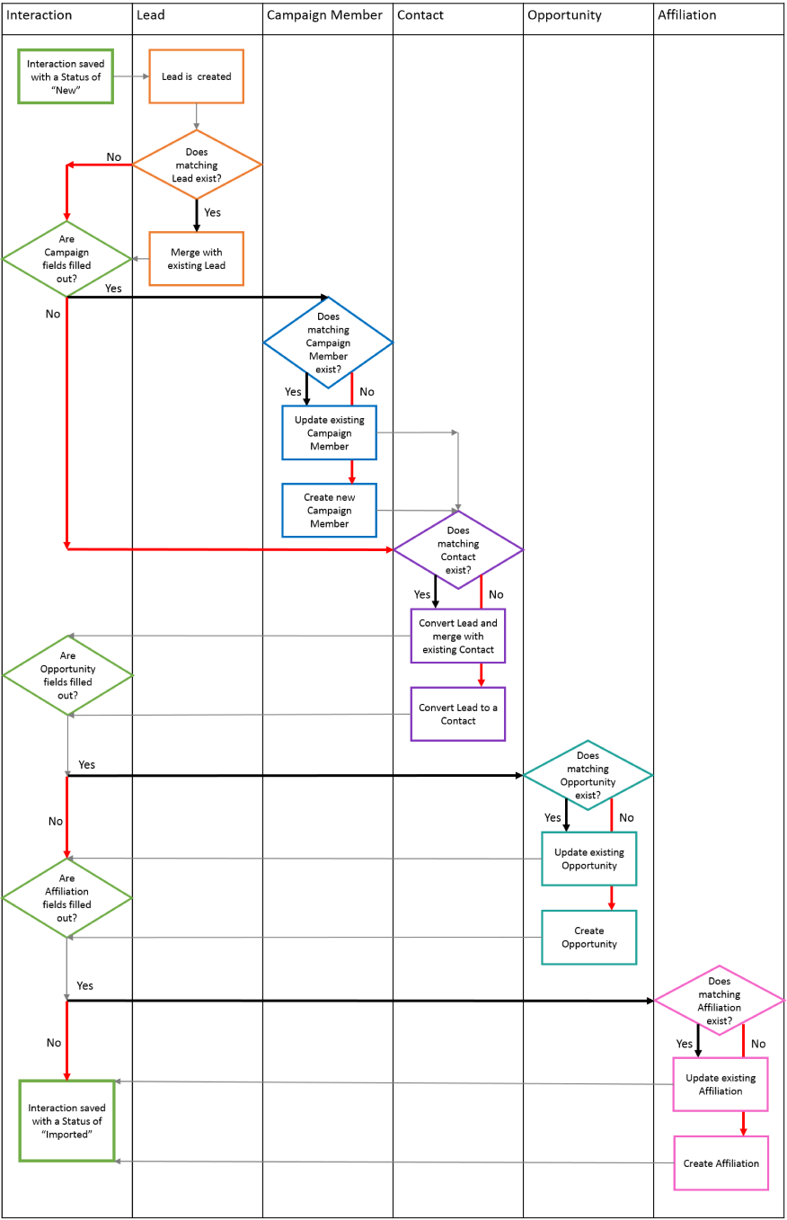 Interaction
Lead
Campaign Member
Contact
Opportunity
Affiliation
Interaction saved
with a Status of
“New”
Lead is created
Does
matching
Lead exist?
No
Yes
Are
Campaign
fields filled
out?
Merge with
existing Lead
Yes
No
Does
matching
Campaign
Member
exist?
Yes
No
Update existing
Campaign
Member
Create new
Campaign
Member
Does
matching
Contact
exist?
Yes
No
Convert Lead and
merge with
existing Contact
Are
Opportunity
fields filled
out?
Convert Lead to a
Contact
Yes
No
Does
matching
Opportunity
exist?
Yes
No
Update existing
Opportunity
Are
Affiliation
fields filled
out?
Create
Opportunity
Yes
No
Does
matching
Affiliation
exist?
Yes
No
Update existing
Affiliation
Interaction saved
with a Status of
“Imported”
Create Affiliation